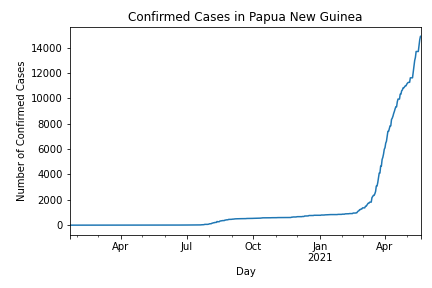 Confirmed Cases in Papua New Guinea
Number of Confirmed Cases
14000
12000
10000
8000
6000
4000
2000
0
Apr
Jul
Oct
Jan
2021
Apr
Day